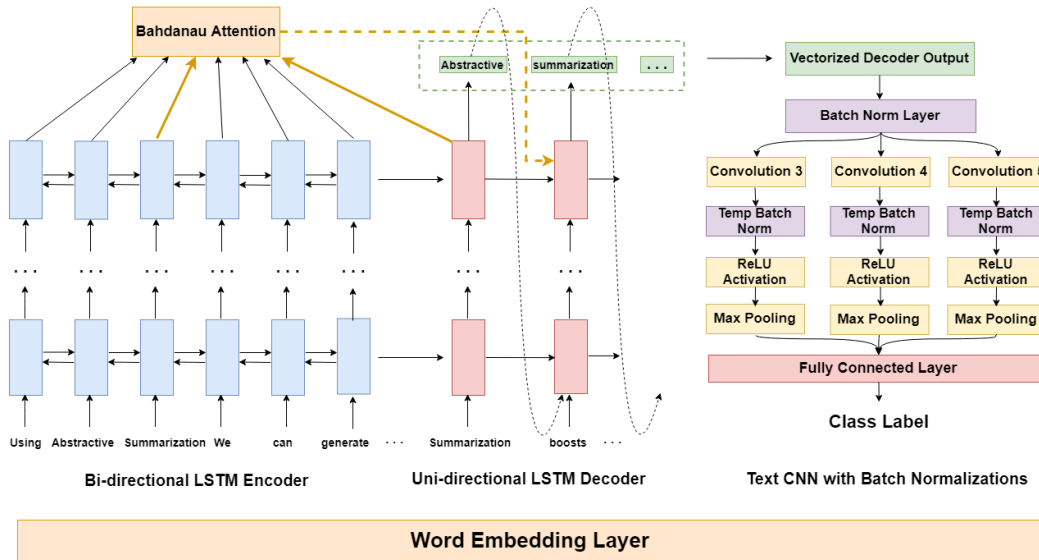 Bahdanau Attention
Abstractive
summarization
. . .
Vectorized Decoder Output
Batch Norm Layer
Convolution 3
Convolution 4
Convolution 5
Temp Batch
Norm
Temp Batch
Norm
Temp Batch
Norm
ReLU
Activation
ReLU
Activation
ReLU
Activation
Max Pooling
Max Pooling
Max Pooling
Fully Connected Layer
Class Label
. . .
. . .
. . .
. . .
. . .
. . .
. . .
. . .
Using
Abstractive
Summarization
We
can
generate
. . .
Summarization
boosts
. . .
Bi-directional LSTM Encoder
Uni-directional LSTM Decoder
Text CNN with Batch Normalizations
Word Embedding Layer